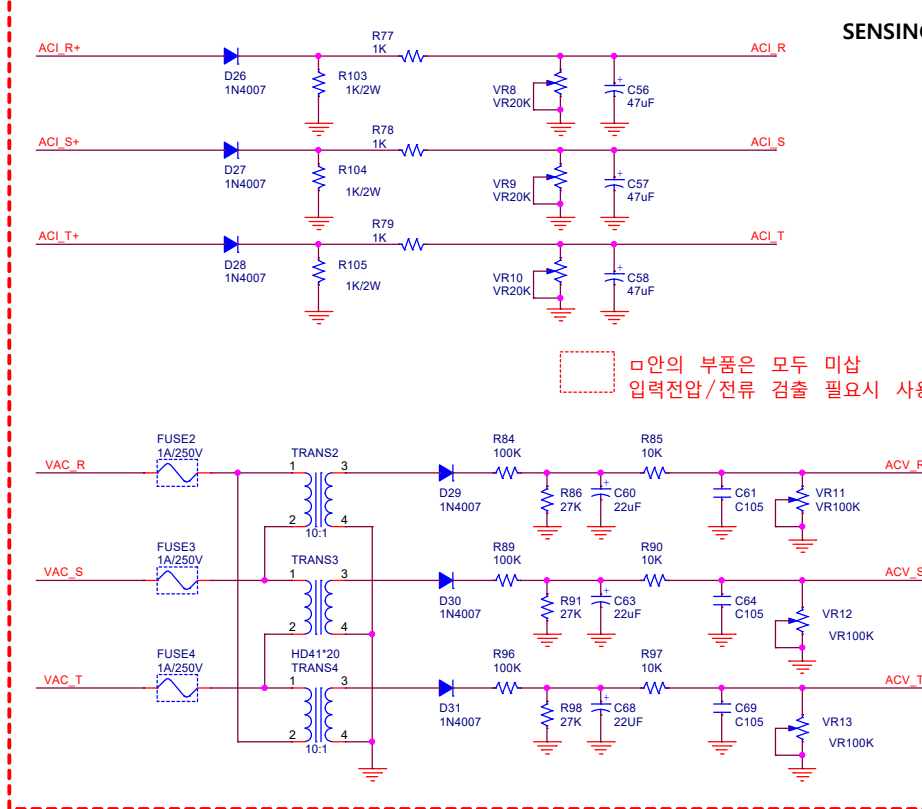 SENSING
ACI_R+
R77
1K
ACI_R
D26
1N4007
R103
1K/2W
VR8
VR20K
C56
47uF
ACI_S+
R78
1K
ACI_S
D27
1N4007
R104
1K/2W
VR9
VR20K
C57
47uF
ACI_T+
R79
1K
ACI_T
D28
1N4007
R105
1K/2W
VR10
VR20K
C58
47uF
ㅁ안의 부품은 모두 미삽
입력전압/전류 검출 필요시 사용
VAC_R
FUSE2
1A/250V
TRANS2
1
2
3
4
10:1
D29
1N4007
R84
100K
R86
27K
C60
22uF
R85
10K
C61
C105
VR11
VR100K
ACV_R
VAC_S
FUSE3
1A/250V
TRANS3
1
2
3
4
D30
1N4007
R89
100K
R91
27K
C63
22uF
R90
10K
C64
C105
VR12
VR100K
ACV_S
VAC_T
FUSE4
1A/250V
HD41*20
TRANS4
1
2
3
4
10:1
D31
1N4007
R96
100K
R98
27K
C68
22UF
R97
10K
C69
C105
VR13
VR100K
ACV_T